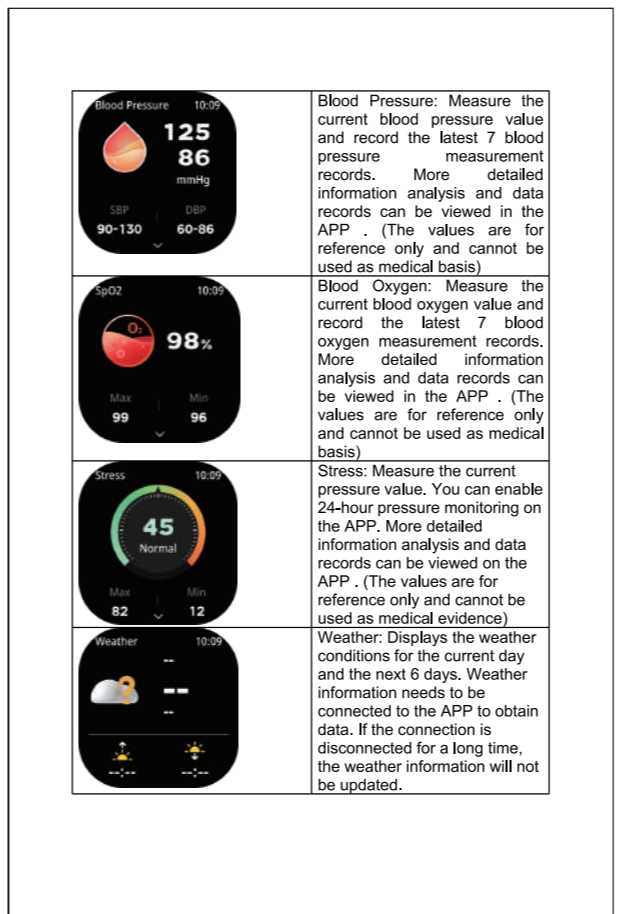 Blood Pressure 10:09
125
86
mmHg
SBP DBP
90-130 60-86
Blood Pressure: Measure the
current blood pressure value
and record the latest 7 blood
pressure measurement
records. More detailed
information analysis and data
records can be viewed in the
APP . (The values are for
reference only and cannot be
used as medical basis)
SpO2 10:09
O₂
98%
Max Min
99 96
Blood Oxygen: Measure the
current blood oxygen value and
record the latest 7 blood
oxygen measurement records.
More detailed information
analysis and data records can
be viewed in the APP . (The
values are for reference only
and cannot be used as medical
basis)
Stress 10:09
45
Normal
Max Min
82 12
Stress: Measure the current
pressure value. You can enable
24-hour pressure monitoring on
the APP. More detailed
information analysis and data
records can be viewed on the
APP . (The values are for
reference only and cannot be
used as medical evidence)
Weather 10:09
--
--
--
--:-- --:--
Weather: Displays the weather
conditions for the current day
and the next 6 days. Weather
information needs to be
connected to the APP to obtain
data. If the connection is
disconnected for a long time,
the weather information will not
be updated.